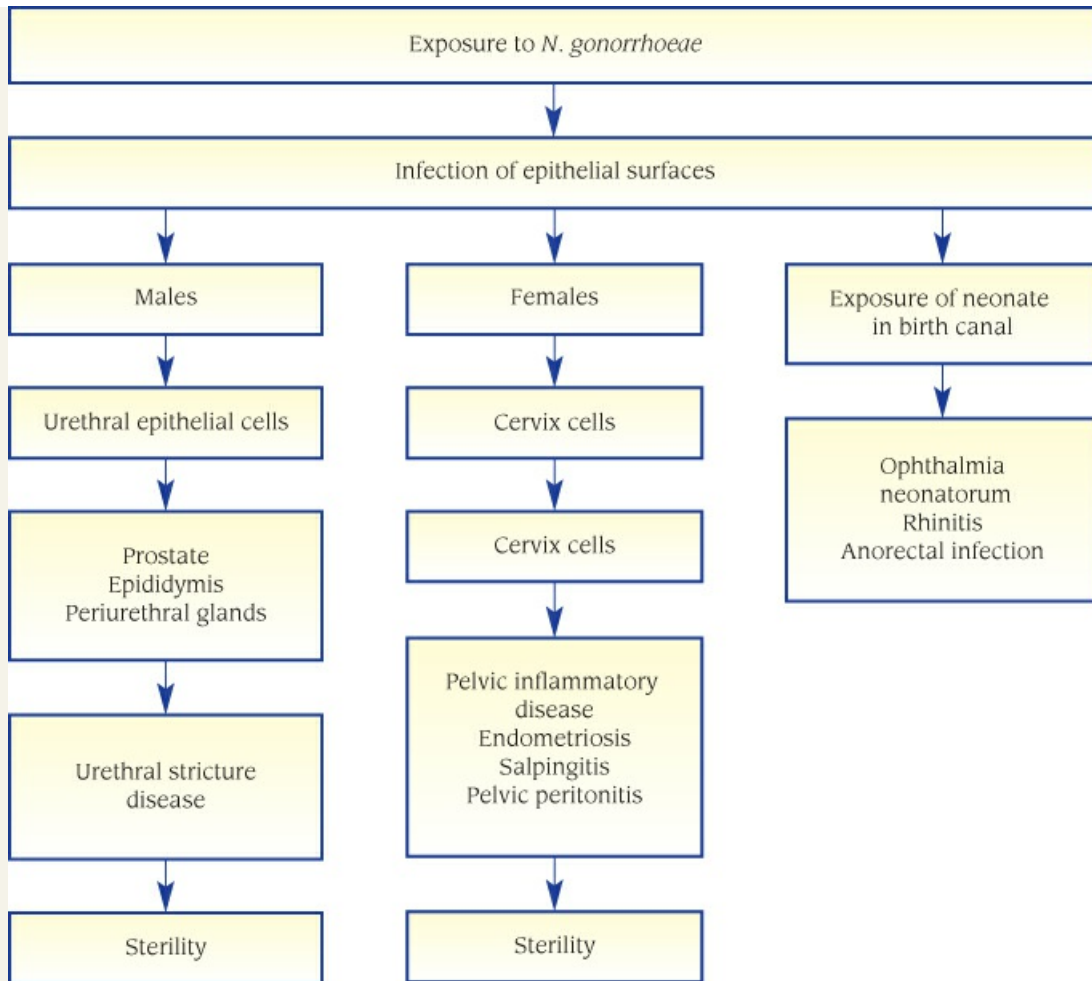 Exposure to N. gonorrhoeae
Infection of epithelial surfaces
Males
Urethral epithelial cells
Prostate
Epididymis
Periurethral glands
Urethral stricture
disease
Sterility
Females
Cervix cells
Cervix cells
Pelvic inflammatory
disease
Endometriosis
Salpingitis
Pelvic peritonitis
Sterility
Exposure of neonate
in birth canal
Ophthalmia
neonatorum
Rhinitis
Anorectal infection